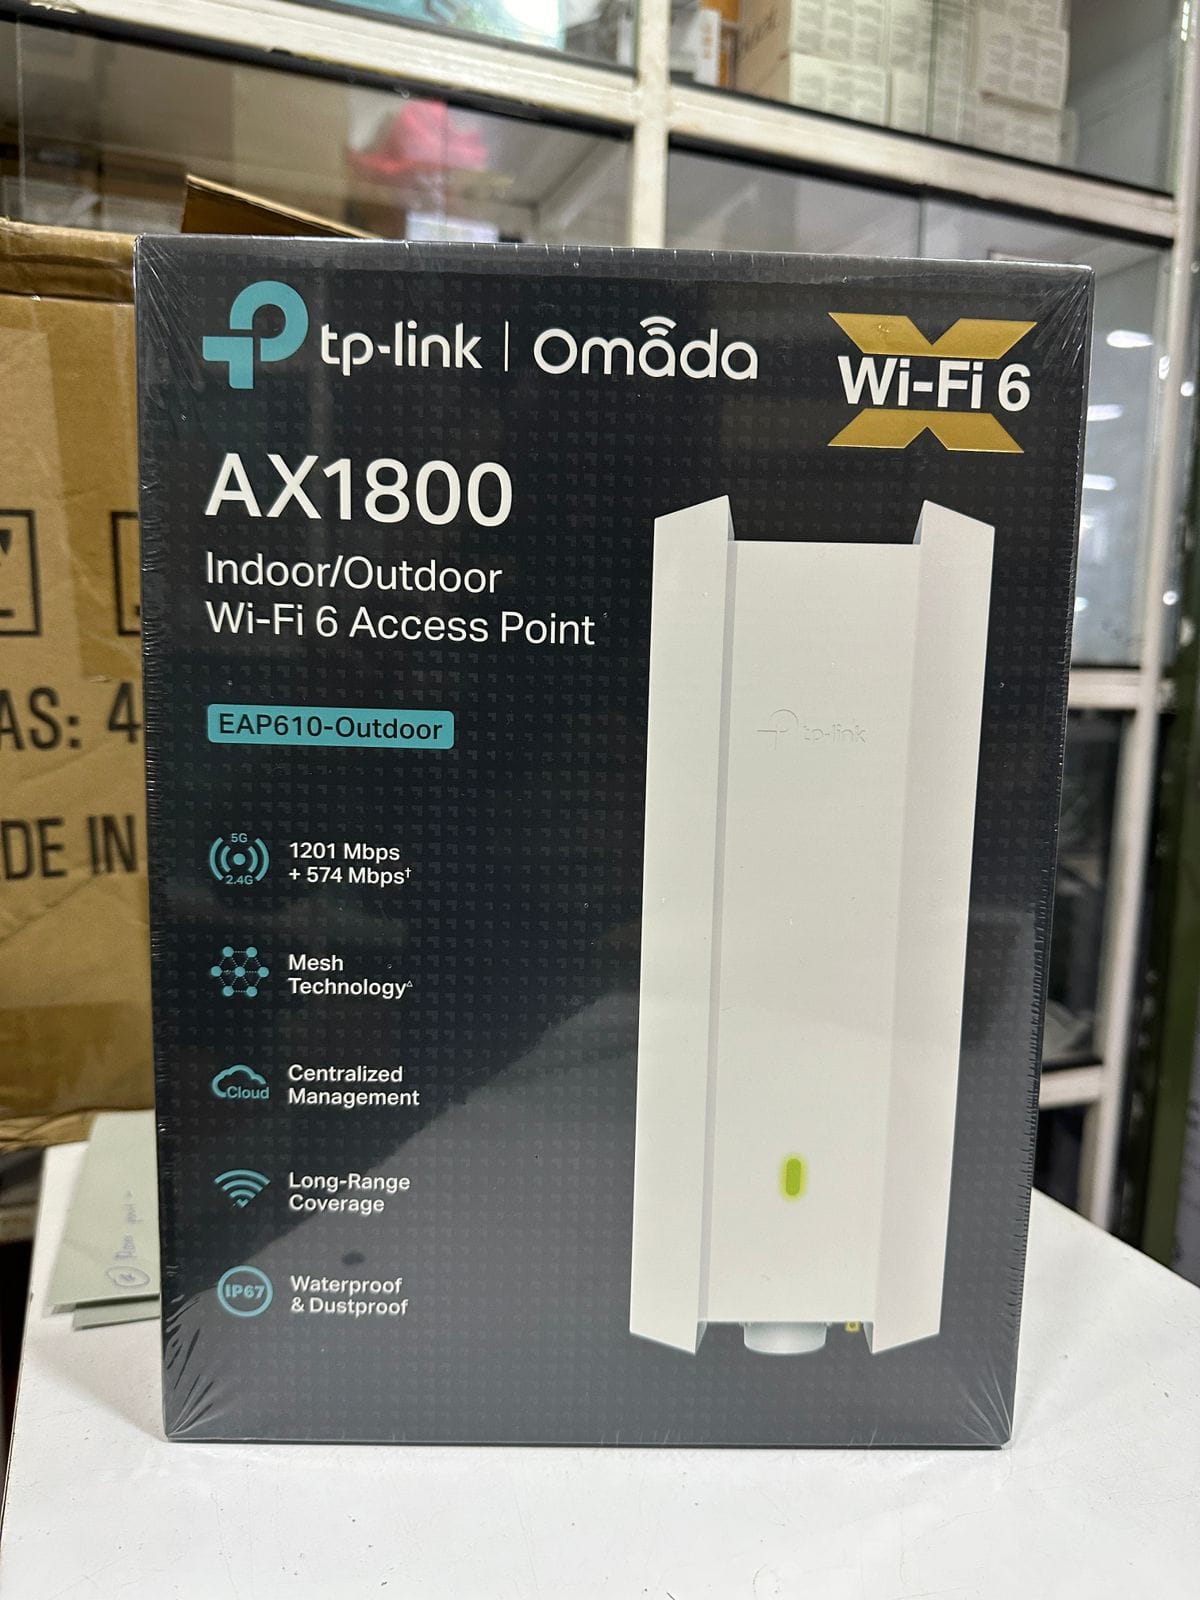 tp-link | omada
Wi-Fi 6
AX1800
Indoor/Outdoor
Wi-Fi 6 Access Point
EAP610-Outdoor
5G
2.4G
1201 Mbps
+ 574 Mbps†
Mesh
Technology△
Cloud
Centralized
Management
Long-Range
Coverage
IP67
Waterproof
& Dustproof
tp-link
AS: 4
DE IN